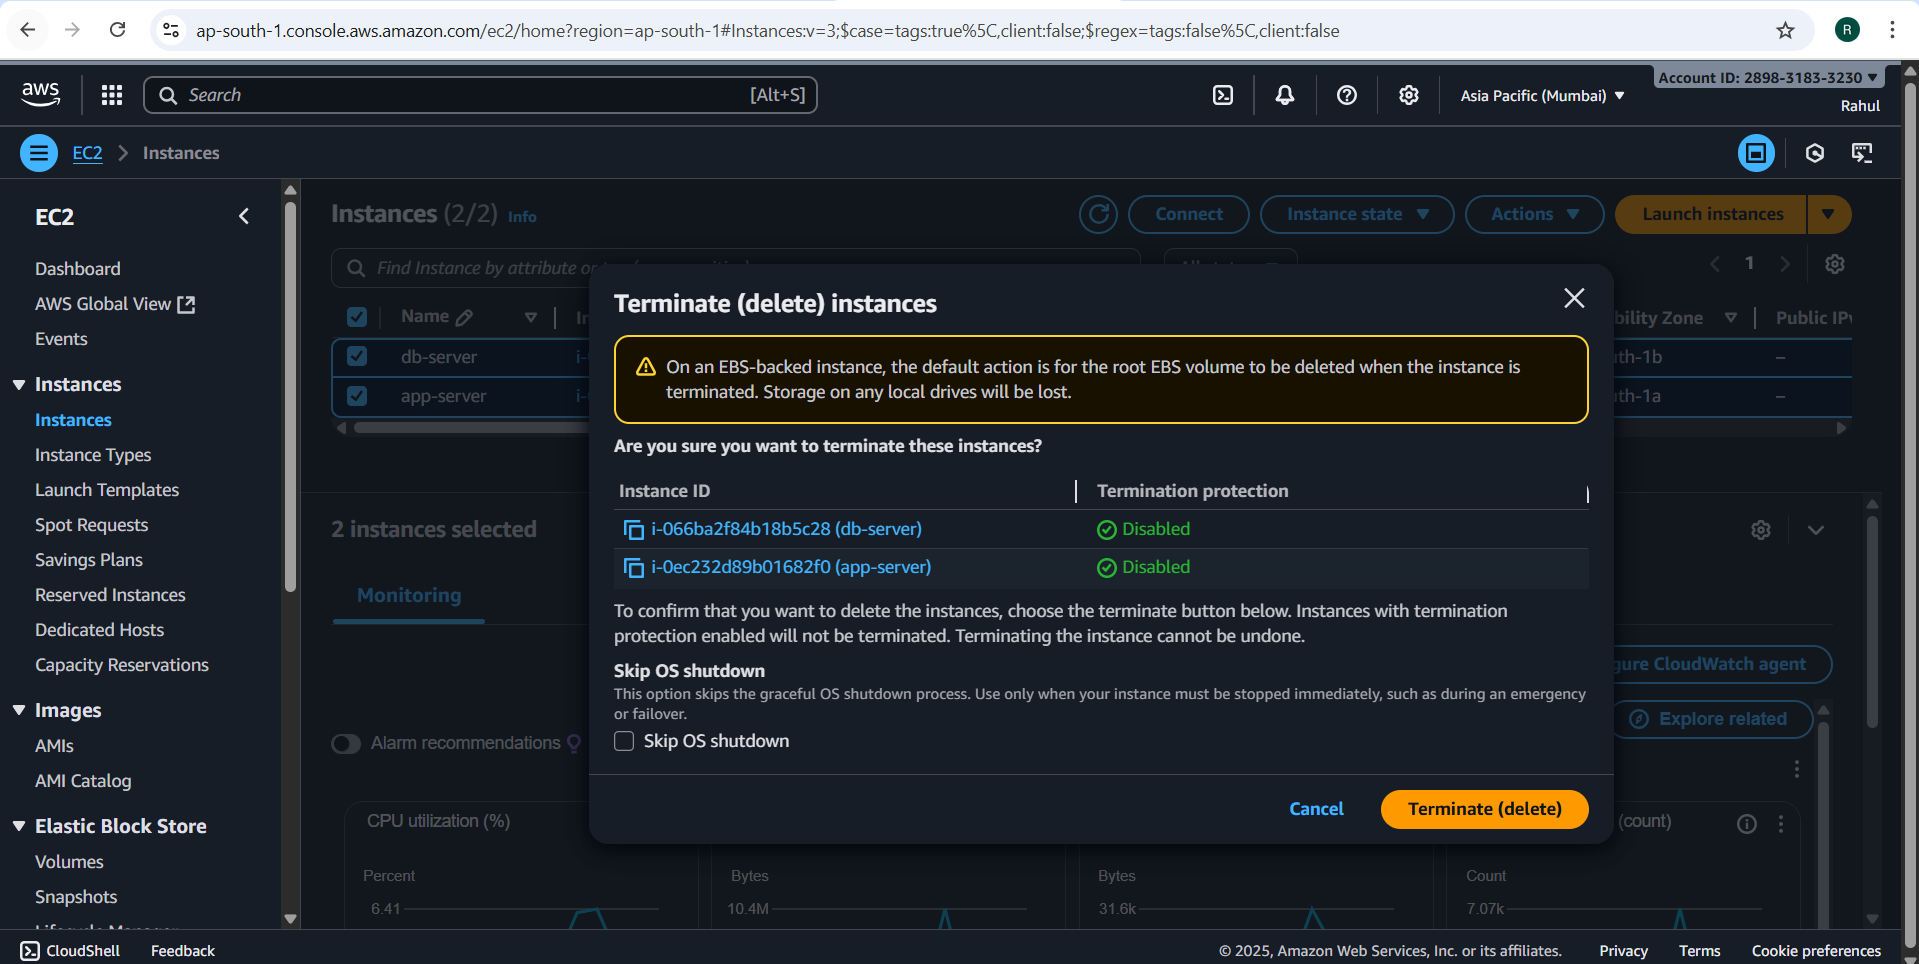 ap-south-1.console.aws.amazon.com/ec2/home?region=ap-south-1#Instances:v=3;$case=tags:true%5C,client:false;$regex=tags:false%5C,client:false
R
aws
Search
[Alt+S]
Asia Pacific (Mumbai)
Account ID: 2898-3183-3230
Rahul
EC2
Instances
EC2
Dashboard
AWS Global View
Events
Instances
Instances
Instance Types
Launch Templates
Spot Requests
Savings Plans
Reserved Instances
Dedicated Hosts
Capacity Reservations
Images
AMIs
AMI Catalog
Elastic Block Store
Volumes
Snapshots
Instances (2/2) Info
Connect
Instance state
Actions
Launch instances
Find Instance by attribute or
1
Name
bility Zone
Public IPv
db-server
th-1b
–
app-server
th-1a
–
2 instances selected
Monitoring
gure CloudWatch agent
Explore related
Alarm recommendations
CPU utilization (%)
(count)
Percent
Bytes
Bytes
Count
6.41
10.4M
31.6k
7.07k
Terminate (delete) instances
On an EBS-backed instance, the default action is for the root EBS volume to be deleted when the instance is
terminated. Storage on any local drives will be lost.
Are you sure you want to terminate these instances?
Instance ID
Termination protection
i-066ba2f84b18b5c28 (db-server)
Disabled
i-0ec232d89b01682f0 (app-server)
Disabled
To confirm that you want to delete the instances, choose the terminate button below. Instances with termination
protection enabled will not be terminated. Terminating the instance cannot be undone.
Skip OS shutdown
This option skips the graceful OS shutdown process. Use only when your instance must be stopped immediately, such as during an emergency
or failover.
Skip OS shutdown
Cancel
Terminate (delete)
CloudShell
Feedback
© 2025, Amazon Web Services, Inc. or its affiliates.
Privacy
Terms
Cookie preferences